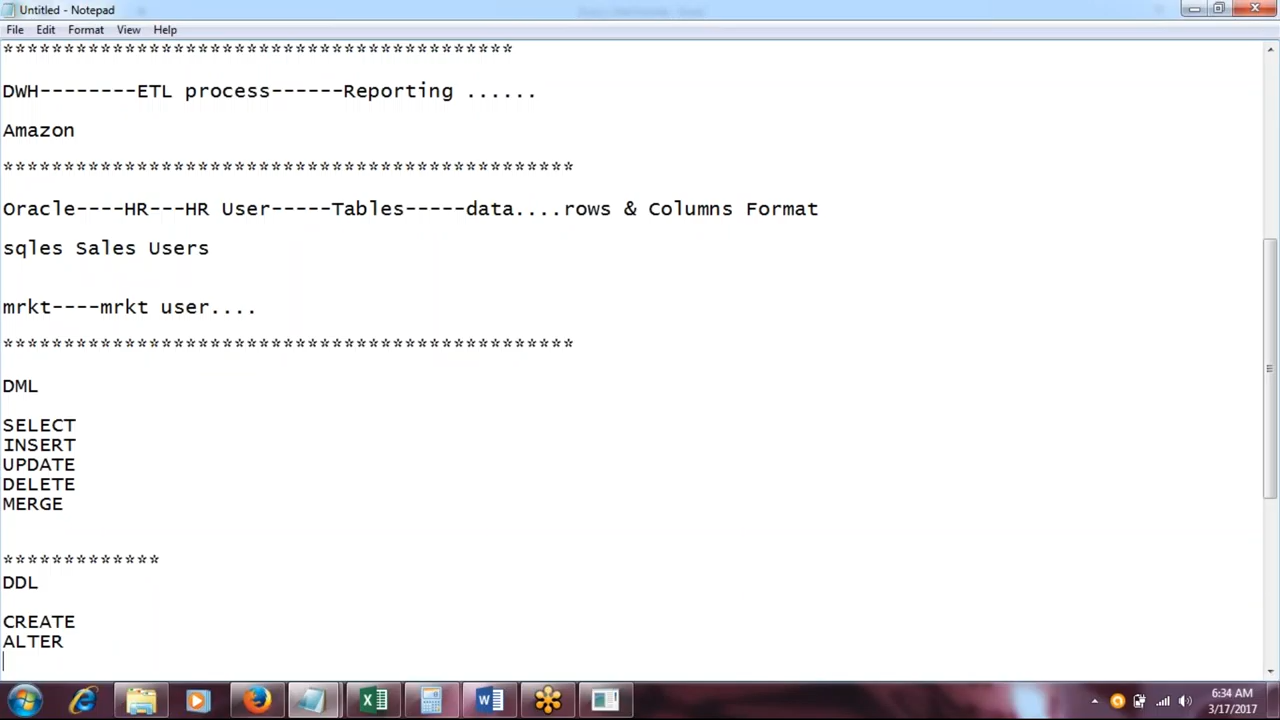 Untitled - Notepad
File Edit Format View Help
******************************************
DWH--------ETL process------Reporting ......
Amazon
***********************************************
Oracle----HR---HR User-----Tables-----data....rows & Columns Format
sqles Sales Users
mrkt----mrkt user....
***********************************************
DML
SELECT
INSERT
UPDATE
DELETE
MERGE
*************
DDL
CREATE
ALTER
6:34 AM
3/17/2017